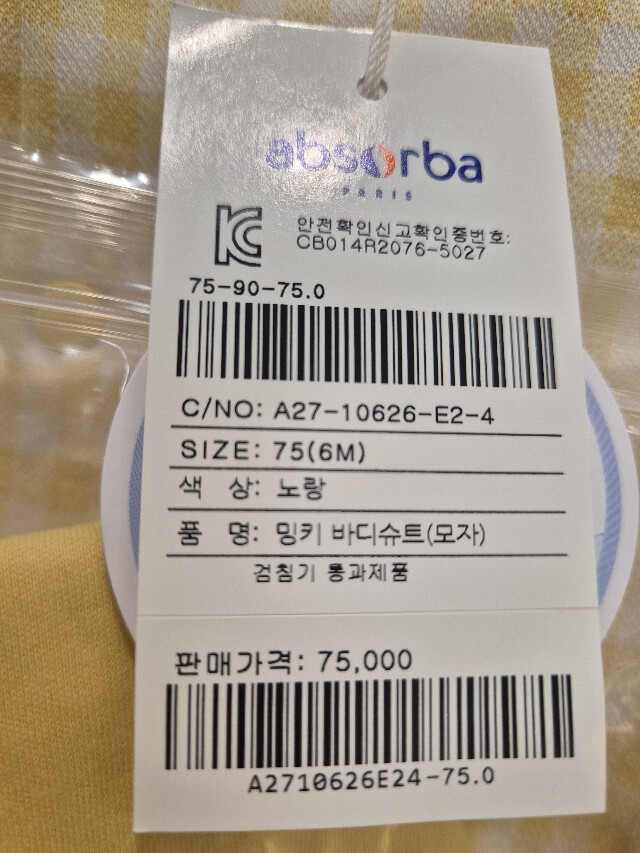 absorba
PARIS
안전확인신고확인증번호:
CB014R2076-5027
75-90-75.0
C/NO: A27-10626-E2-4
SIZE: 75(6M)
색 상: 노랑
품 명: 밍키 바디슈트(모자)
검침기 통과제품
판매가격: 75,000
A2710626E24-75.0